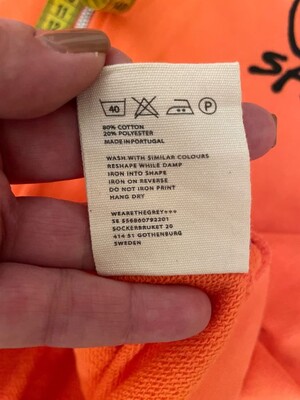 SP
40 P
80% COTTON
20% POLYESTER
MADE IN PORTUGAL
WASH WITH SIMILAR COLOURS
RESHAPE WHILE DAMP
IRON INTO SHAPE
IRON ON REVERSE
DO NOT IRON PRINT
HANG DRY
WEARETHEGREY+++
SE 556860792201
SOCKERBRUKET 20
414 51 GOTHENBURG
SWEDEN